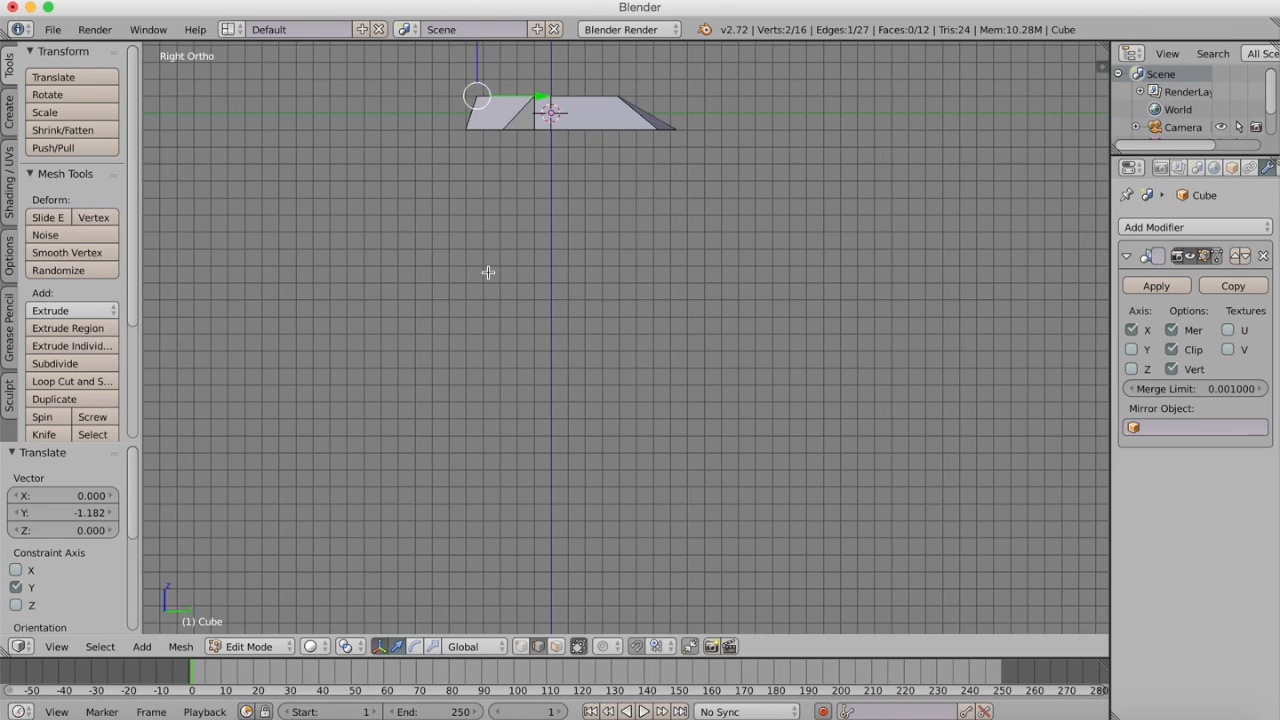 Blender
File Render Window Help Default Scene Blender Render v2.72 | Verts:2/16 | Edges:1/27 | Faces:0/12 | Tris:24 | Mem:10.28M | Cube
Tools
Create
Shading / UVs
Options
Grease Pencil
Sculpt
Transform
Translate
Rotate
Scale
Shrink/Fatten
Push/Pull
Mesh Tools
Deform:
Slide E Vertex
Noise
Smooth Vertex
Randomize
Add:
Extrude
Extrude Region
Extrude Individ...
Subdivide
Loop Cut and S...
Duplicate
Spin Screw
Knife Select
Translate
Vector
X: 0.000
Y: -1.182
Z: 0.000
Constraint Axis
X
Y
Z
Orientation
Right Ortho
z
(1) Cube
View Select Add Mesh Edit Mode Global
View Search All Sce
Scene
RenderLay
World
Camera
Cube
Add Modifier
Apply Copy
Axis: Options: Textures
X Mer U
Y Clip V
Z Vert
Merge Limit: 0.001000
Mirror Object:
-50 -40 -30 -20 -10 0 10 20 30 40 50 60 70 80 90 100 110 120 130 140 150 160 170 180 190 200 210 220 230 240 250 260 270 280
View Marker Frame Playback Start: 1 End: 250 1 No Sync